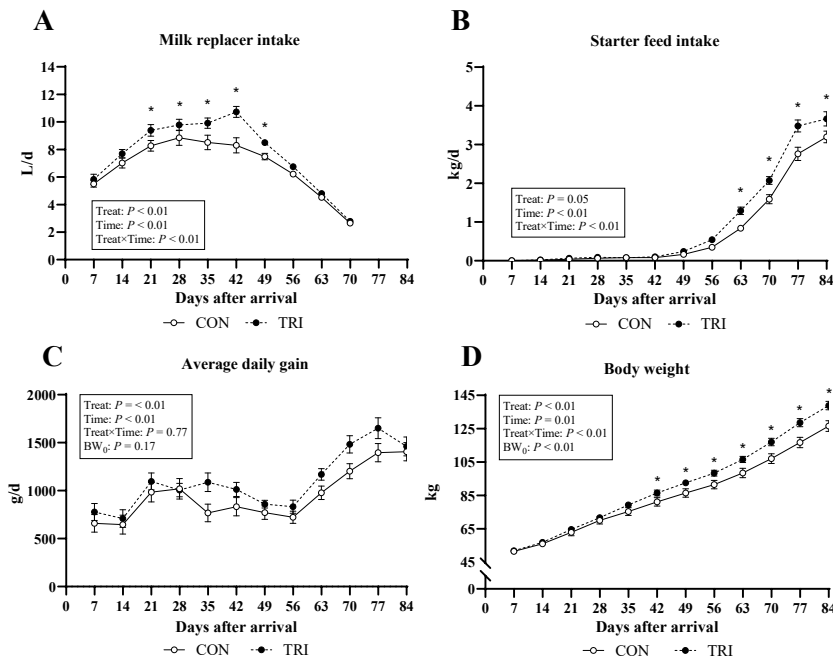 A
Milk replacer intake
14
12
10
8
6
4
2
0
L/d
* * * * *
Treat: P < 0.01
Time: P < 0.01
Treat×Time: P < 0.01
0 7 14 21 28 35 42 49 56 63 70 77 84
Days after arrival
CON TRI
B
Starter feed intake
5
4
3
2
1
0
kg/d
* * * *
Treat: P = 0.05
Time: P < 0.01
Treat×Time: P < 0.01
0 7 14 21 28 35 42 49 56 63 70 77 84
Days after arrival
CON TRI
C
Average daily gain
2000
1500
1000
500
0
g/d
Treat: P = < 0.01
Time: P < 0.01
Treat×Time: P = 0.77
BW₀: P = 0.17
0 7 14 21 28 35 42 49 56 63 70 77 84
Days after arrival
CON TRI
D
Body weight
145
125
105
85
65
45
0
kg
* * * * * * *
Treat: P < 0.01
Time: P = 0.01
Treat×Time: P < 0.01
BW₀: P < 0.01
0 7 14 21 28 35 42 49 56 63 70 77 84
Days after arrival
CON TRI